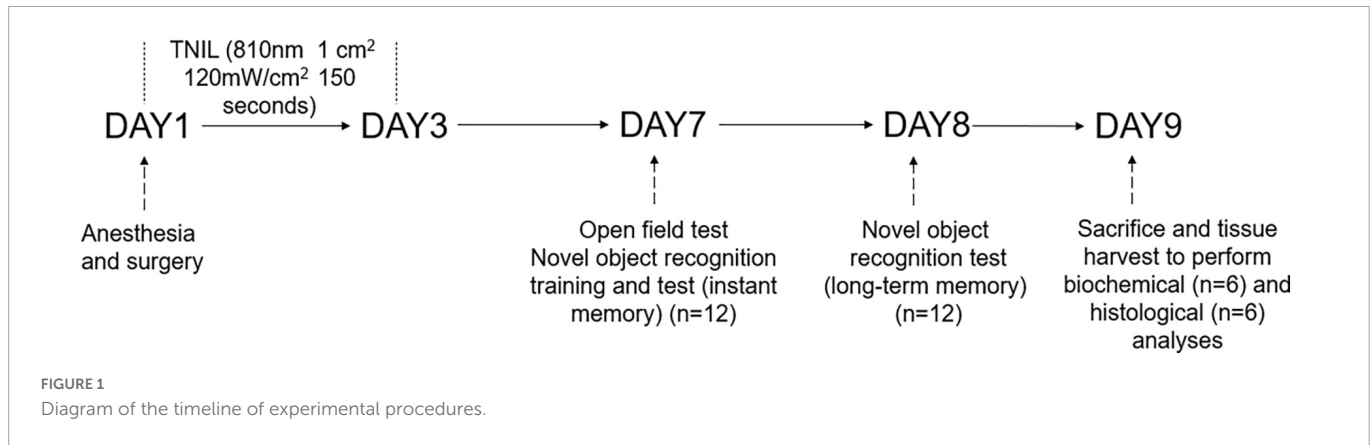 TNIL (810nm 1 cm²
120mW/cm² 150
seconds)
DAY1
DAY3
DAY7
DAY8
DAY9
Anesthesia
and surgery
Open field test
Novel object recognition
training and test (instant
memory) (n=12)
Novel object
recognition test
(long-term memory)
(n=12)
Sacrifice and tissue
harvest to perform
biochemical (n=6) and
histological (n=6)
analyses
FIGURE 1
Diagram of the timeline of experimental procedures.